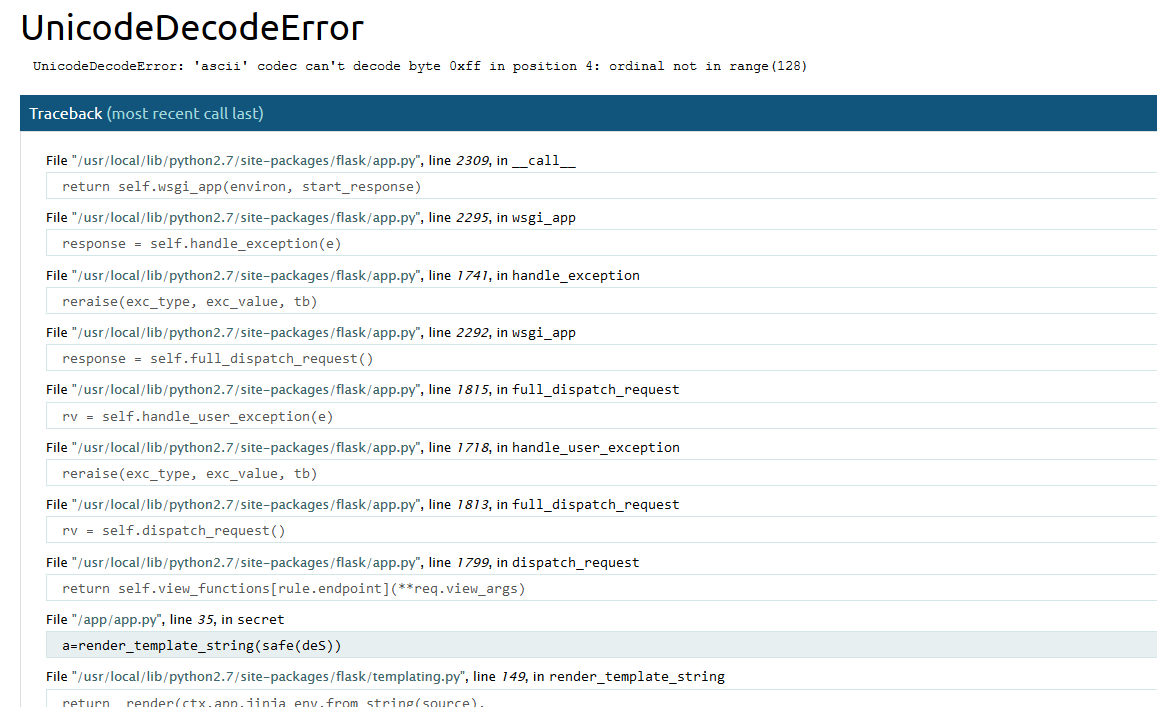 UnicodeDecodeError
UnicodeDecodeError: 'ascii' codec can't decode byte 0xff in position 4: ordinal not in range(128)
Traceback (most recent call last)
File "/usr/local/lib/python2.7/site-packages/flask/app.py", line 2309, in __call__
return self.wsgi_app(environ, start_response)
File "/usr/local/lib/python2.7/site-packages/flask/app.py", line 2295, in wsgi_app
response = self.handle_exception(e)
File "/usr/local/lib/python2.7/site-packages/flask/app.py", line 1741, in handle_exception
reraise(exc_type, exc_value, tb)
File "/usr/local/lib/python2.7/site-packages/flask/app.py", line 2292, in wsgi_app
response = self.full_dispatch_request()
File "/usr/local/lib/python2.7/site-packages/flask/app.py", line 1815, in full_dispatch_request
rv = self.handle_user_exception(e)
File "/usr/local/lib/python2.7/site-packages/flask/app.py", line 1718, in handle_user_exception
reraise(exc_type, exc_value, tb)
File "/usr/local/lib/python2.7/site-packages/flask/app.py", line 1813, in full_dispatch_request
rv = self.dispatch_request()
File "/usr/local/lib/python2.7/site-packages/flask/app.py", line 1799, in dispatch_request
return self.view_functions[rule.endpoint](**req.view_args)
File "/app/app.py", line 35, in secret
a=render_template_string(safe(deS))
File "/usr/local/lib/python2.7/site-packages/flask/templating.py", line 149, in render_template_string
return _render(ctx.app.jinja_env.from_string(source),